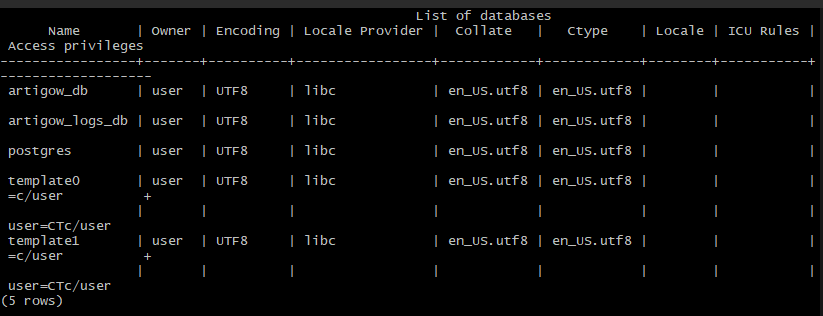 List of databases
      Name       | Owner | Encoding | Locale Provider |  Collate   |   Ctype    | Locale | ICU Rules |
 Access privileges
-----------------+-------+----------+-----------------+------------+------------+--------+-----------+
-------------------
 artigow_db      | user  | UTF8     | libc            | en_US.utf8 | en_US.utf8 |        |           |
 artigow_logs_db | user  | UTF8     | libc            | en_US.utf8 | en_US.utf8 |        |           |
 postgres        | user  | UTF8     | libc            | en_US.utf8 | en_US.utf8 |        |           |
 template0       | user  | UTF8     | libc            | en_US.utf8 | en_US.utf8 |        |           |
 =c/user          +
                 |       |          |                 |            |            |        |           |
 user=CTc/user
 template1       | user  | UTF8     | libc            | en_US.utf8 | en_US.utf8 |        |           |
 =c/user          +
                 |       |          |                 |            |            |        |           |
 user=CTc/user
(5 rows)